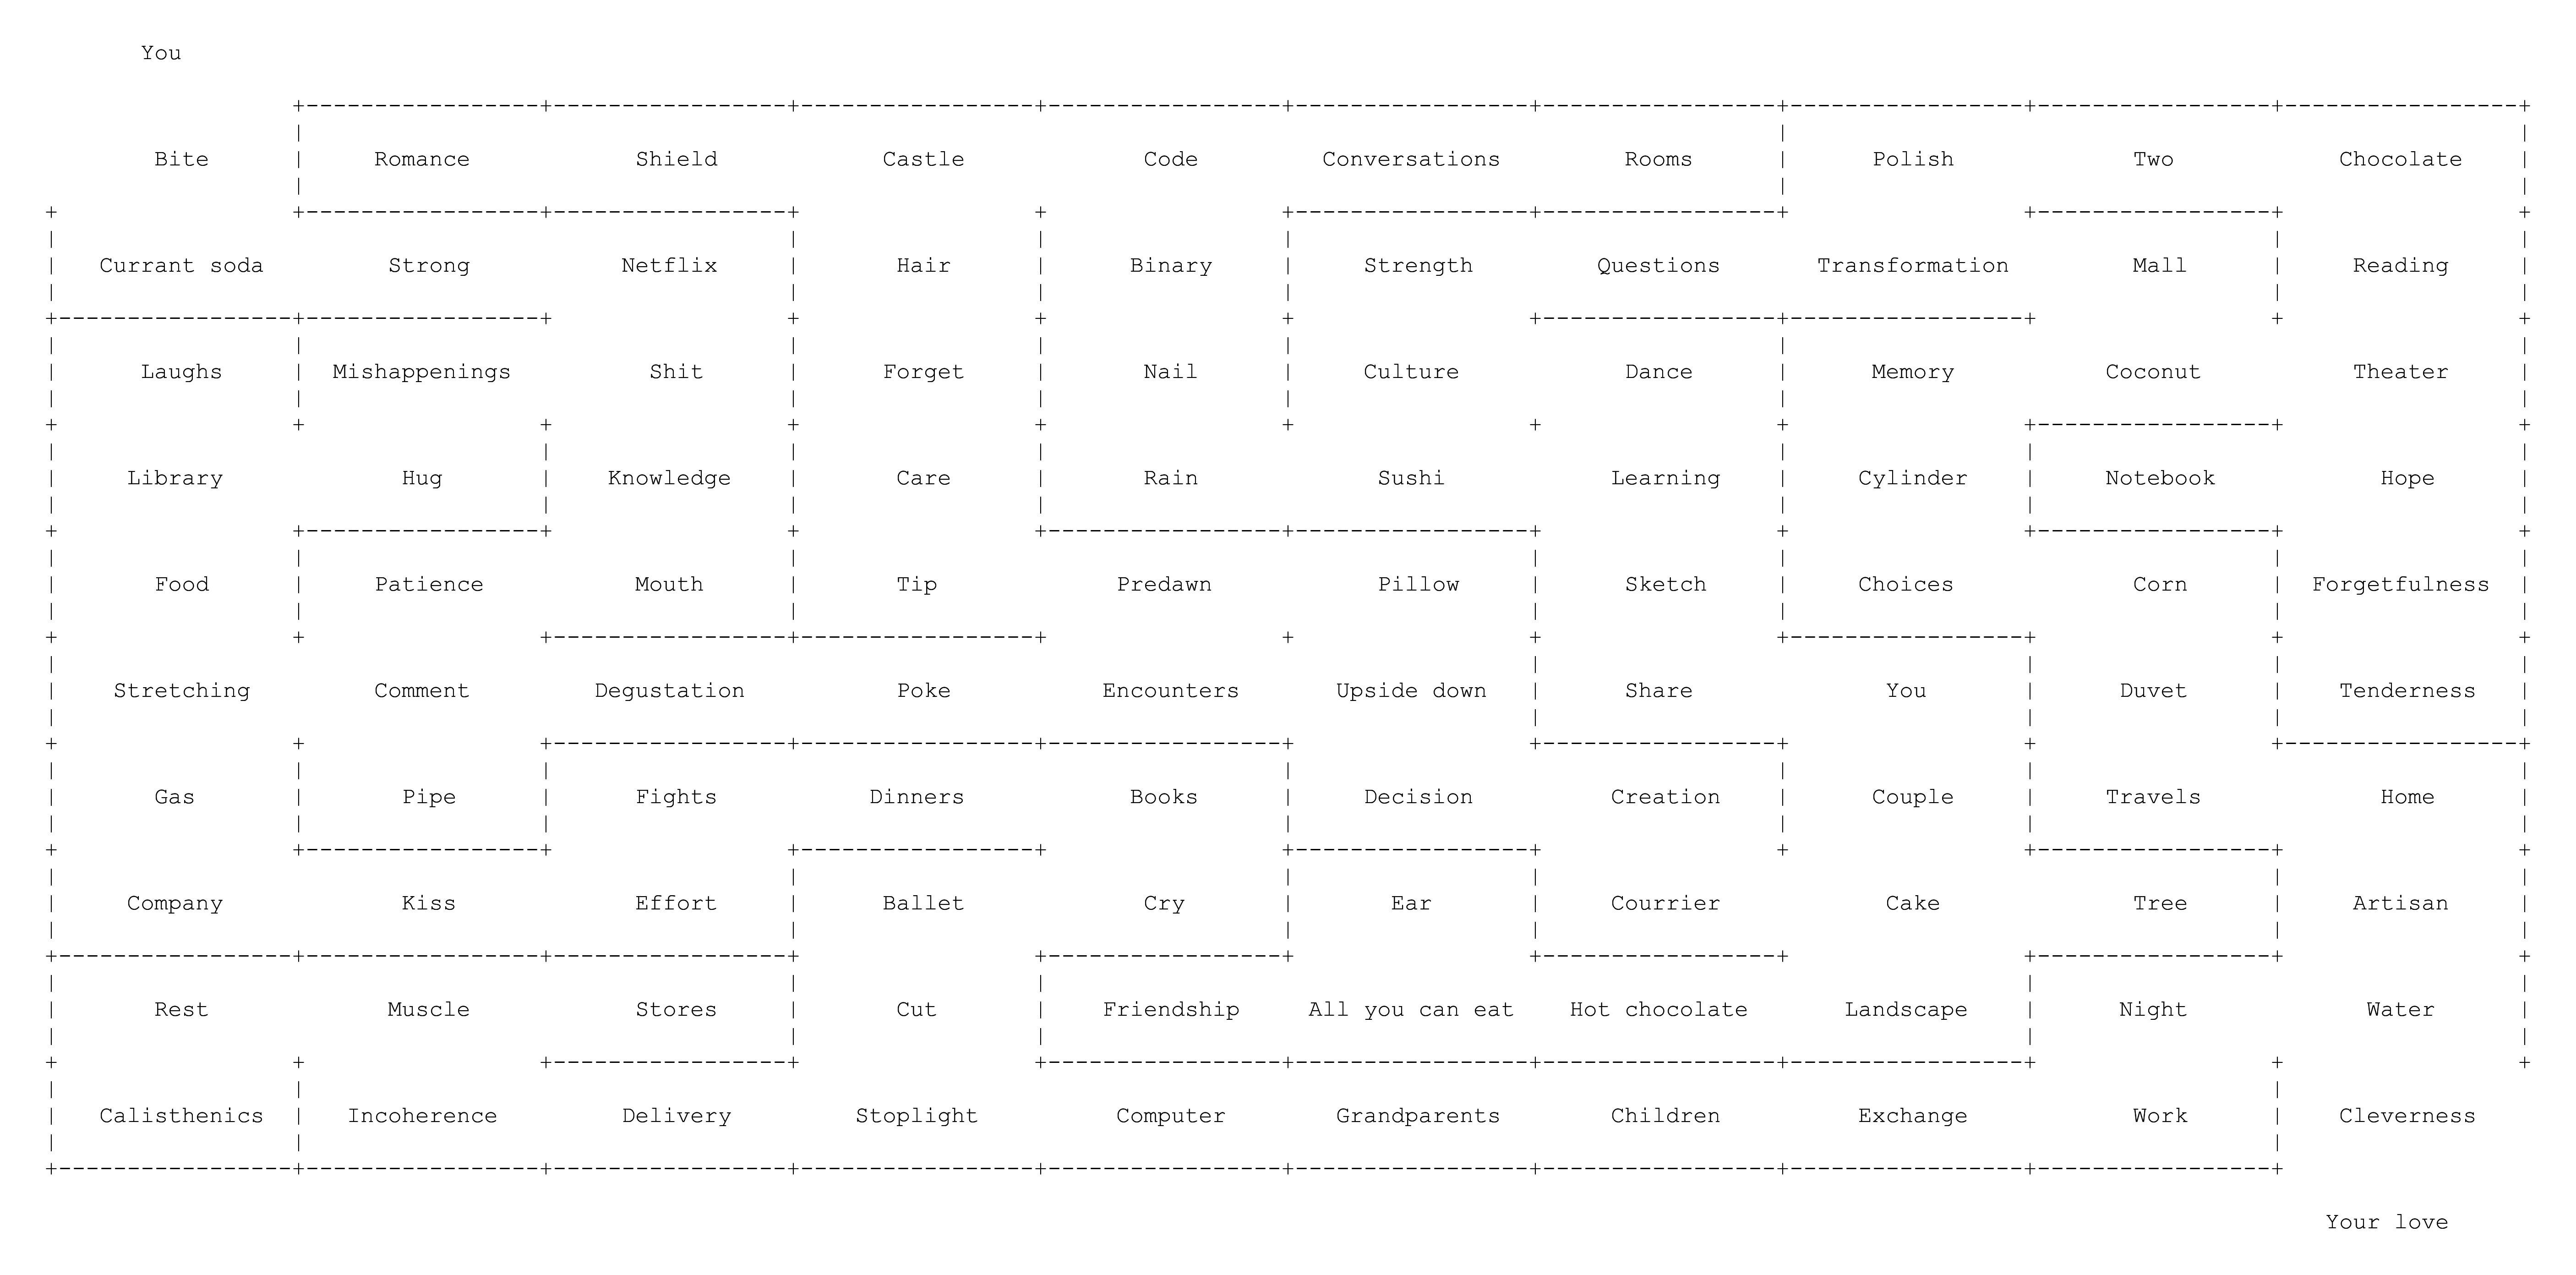 You
Bite Romance Shield Castle Code Conversations Rooms Polish Two Chocolate
Currant soda Strong Netflix Hair Binary Strength Questions Transformation Mall Reading
Laughs Mishappenings Shit Forget Nail Culture Dance Memory Coconut Theater
Library Hug Knowledge Care Rain Sushi Learning Cylinder Notebook Hope
Food Patience Mouth Tip Predawn Pillow Sketch Choices Corn Forgetfulness
Stretching Comment Degustation Poke Encounters Upside down Share You Duvet Tenderness
Gas Pipe Fights Dinners Books Decision Creation Couple Travels Home
Company Kiss Effort Ballet Cry Ear Courrier Cake Tree Artisan
Rest Muscle Stores Cut Friendship All you can eat Hot chocolate Landscape Night Water
Calisthenics Incoherence Delivery Stoplight Computer Grandparents Children Exchange Work Cleverness
Your love